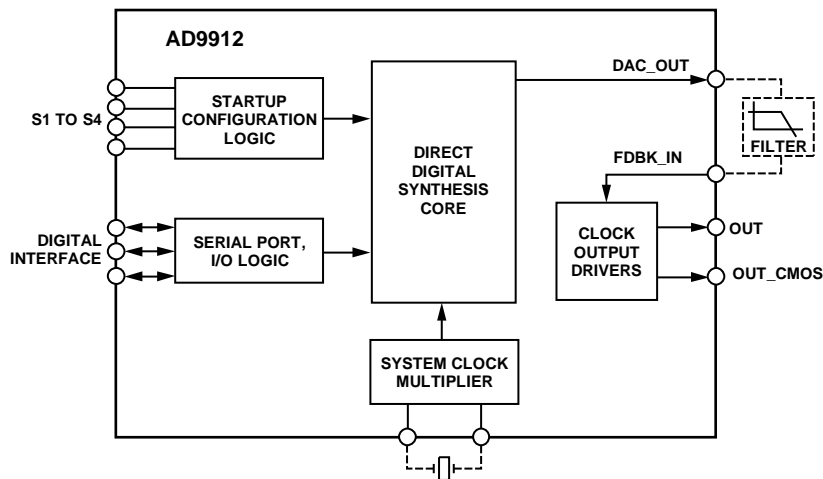 AD9912
S1 TO S4
STARTUP
CONFIGURATION
LOGIC
DIGITAL
INTERFACE
SERIAL PORT,
I/O LOGIC
DIRECT
DIGITAL
SYNTHESIS
CORE
SYSTEM CLOCK
MULTIPLIER
DAC_OUT
FILTER
FDBK_IN
CLOCK
OUTPUT
DRIVERS
OUT
OUT_CMOS